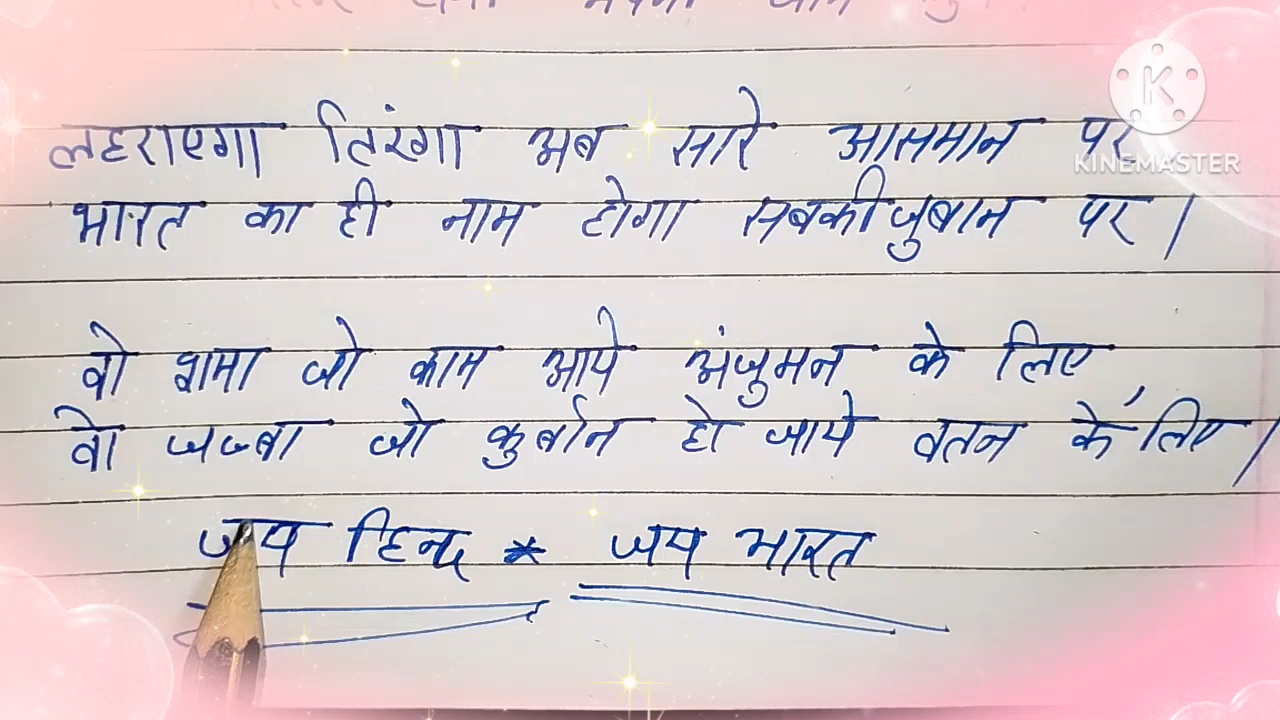 लहराएगा तिरंगा अब सारे आसमान पर
भारत का ही नाम होगा सबकी जुबान पर।
वो शमा जो काम आये अंजुमन के लिए
वो जज्बा जो कुर्बान हो जाये वतन के लिए।
जय हिन्द * जय भारत
KINEMASTER